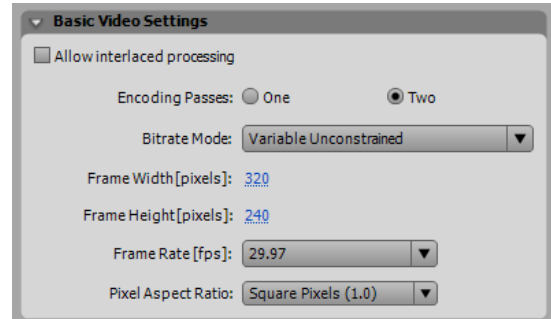 Basic Video Settings
Allow interlaced processing
Encoding Passes: One Two
Bitrate Mode: Variable Unconstrained
Frame Width[pixels]: 320
Frame Height[pixels]: 240
Frame Rate[fps]: 29.97
Pixel Aspect Ratio: Square Pixels (1.0)